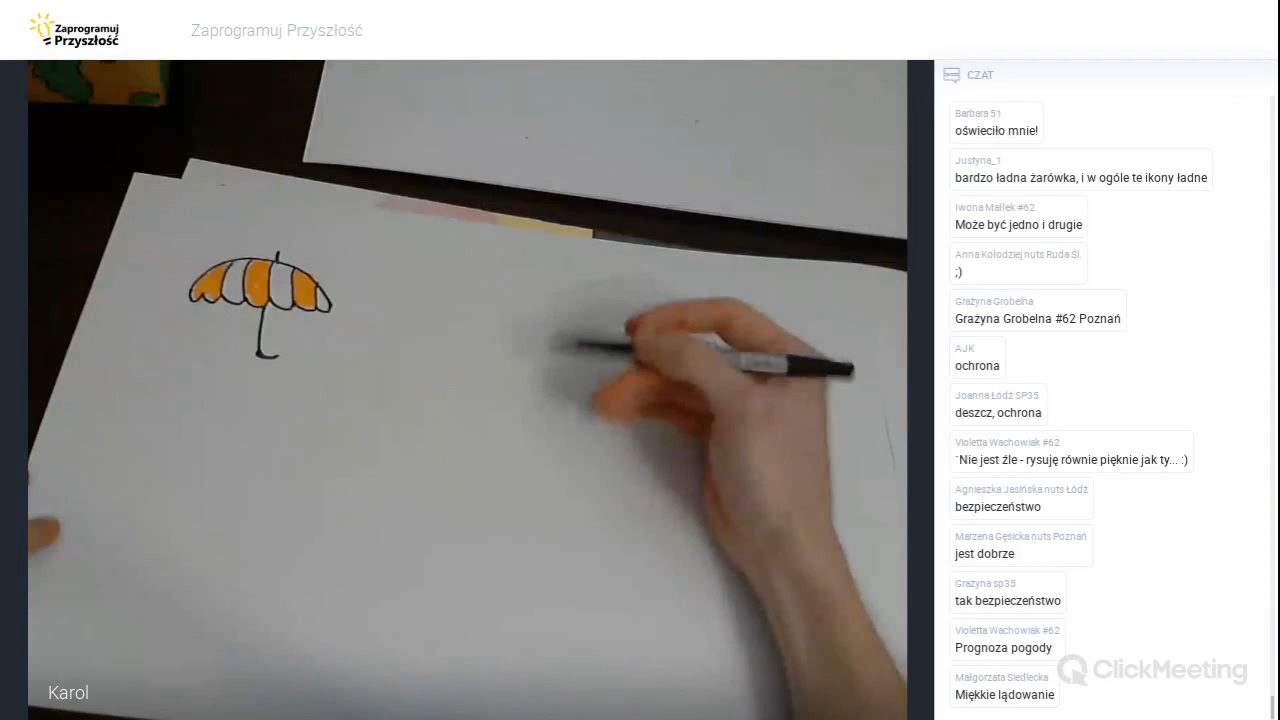 Zaprogramuj
Przyszłość
Zaprogramuj Przyszłość
CZAT
Barbara 51
oświeciło mnie!
Justyna_1
bardzo ładna żarówka, i w ogóle te ikony ładne
Iwona Małłek #62
Może być jedno i drugie
Anna Kołodziej nuts Ruda Śl.
;)
Grażyna Grobelna
Grażyna Grobelna #62 Poznań
AJK
ochrona
Joanna Łódź SP35
deszcz, ochrona
Violetta Wachowiak #62
˙Nie jest źle - rysuję równie pięknie jak ty... :)
Agnieszka Jasińska nuts Łódź
bezpieczeństwo
Marzena Gęsicka nuts Poznań
jest dobrze
Grażyna sp35
tak bezpieczeństwo
Violetta Wachowiak #62
Prognoza pogody
Małgorzata Siedlecka
Miękkie lądowanie
ClickMeeting
Karol